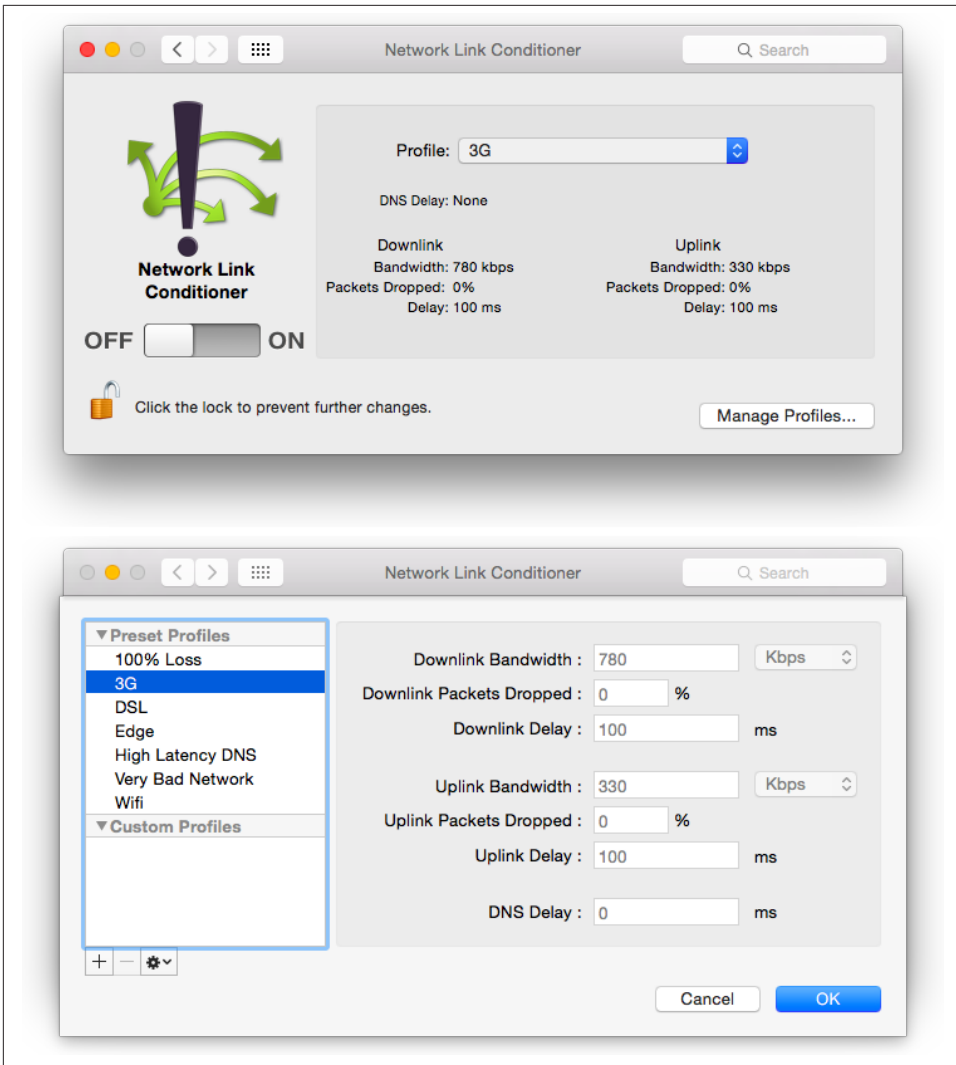 Network Link Conditioner
Search
Network Link
Conditioner
OFF ON
Click the lock to prevent further changes.
Profile: 3G
DNS Delay: None
Downlink Uplink
Bandwidth: 780 kbps Bandwidth: 330 kbps
Packets Dropped: 0% Packets Dropped: 0%
Delay: 100 ms Delay: 100 ms
Manage Profiles...
Network Link Conditioner
Search
Preset Profiles
100% Loss
3G
DSL
Edge
High Latency DNS
Very Bad Network
Wifi
Custom Profiles
Downlink Bandwidth : 780 Kbps
Downlink Packets Dropped : 0 %
Downlink Delay : 100 ms
Uplink Bandwidth : 330 Kbps
Uplink Packets Dropped : 0 %
Uplink Delay : 100 ms
DNS Delay : 0 ms
Cancel OK